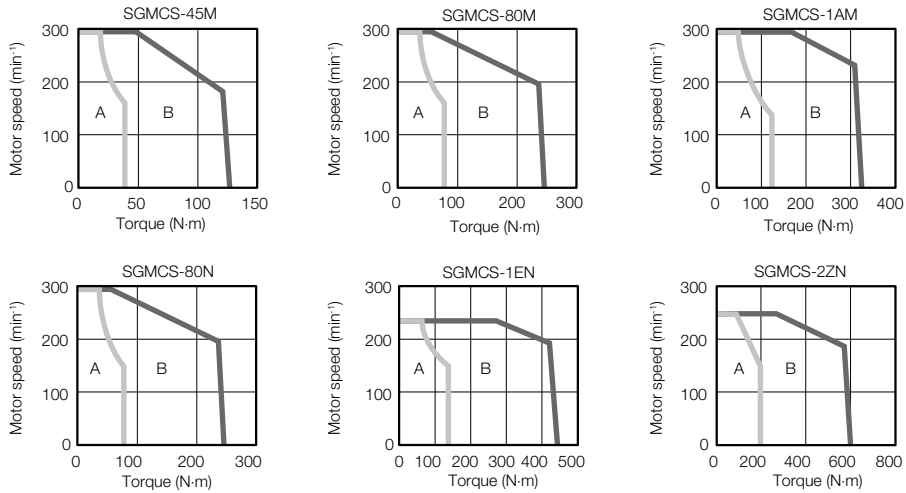 SGMCS-45M
Motor speed (min⁻¹)
300
200
100
0
A
B
0 50 100 150
Torque (N·m)
SGMCS-80M
Motor speed (min⁻¹)
300
200
100
0
A
B
0 100 200 300
Torque (N·m)
SGMCS-1AM
Motor speed (min⁻¹)
300
200
100
0
A
B
0 100 200 300 400
Torque (N·m)
SGMCS-80N
Motor speed (min⁻¹)
300
200
100
0
A
B
0 100 200 300
Torque (N·m)
SGMCS-1EN
Motor speed (min⁻¹)
300
200
100
0
A
B
0 100 200 300 400 500
Torque (N·m)
SGMCS-2ZN
Motor speed (min⁻¹)
300
200
100
0
A
B
0 200 400 600 800
Torque (N·m)